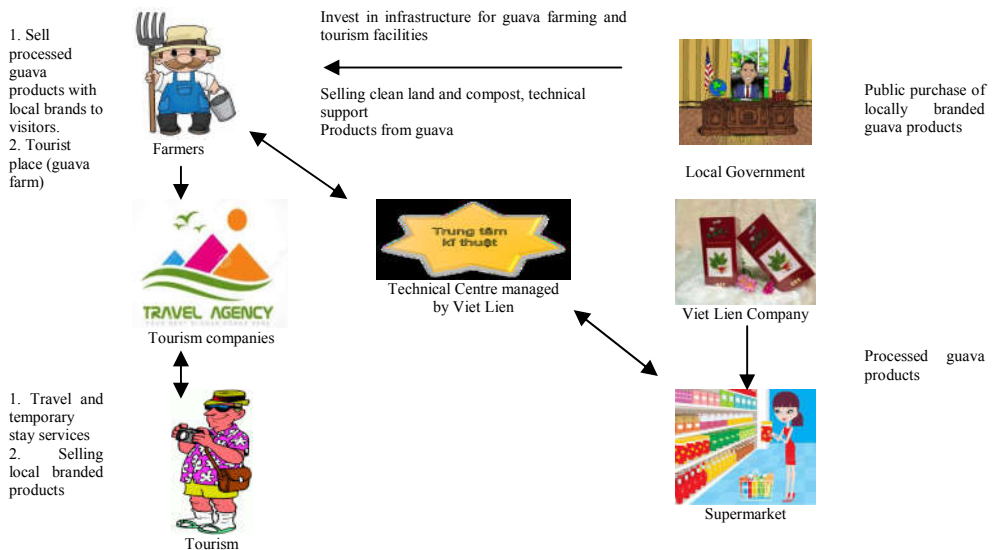 1. Sell
processed
guava
products with
local brands to
visitors.
2. Tourist
place (guava
farm)
Farmers
Invest in infrastructure for guava farming and
tourism facilities
Selling clean land and compost, technical
support
Products from guava
Local Government
Public purchase of
locally branded
guava products
TRAVEL AGENCY
Tourism companies
Trung tâm
kĩ thuật
Technical Centre managed
by Viet Lien
Viet Lien Company
Processed guava
products
1. Travel and
temporary
stay services
2. Selling
local branded
products
Tourism
Supermarket